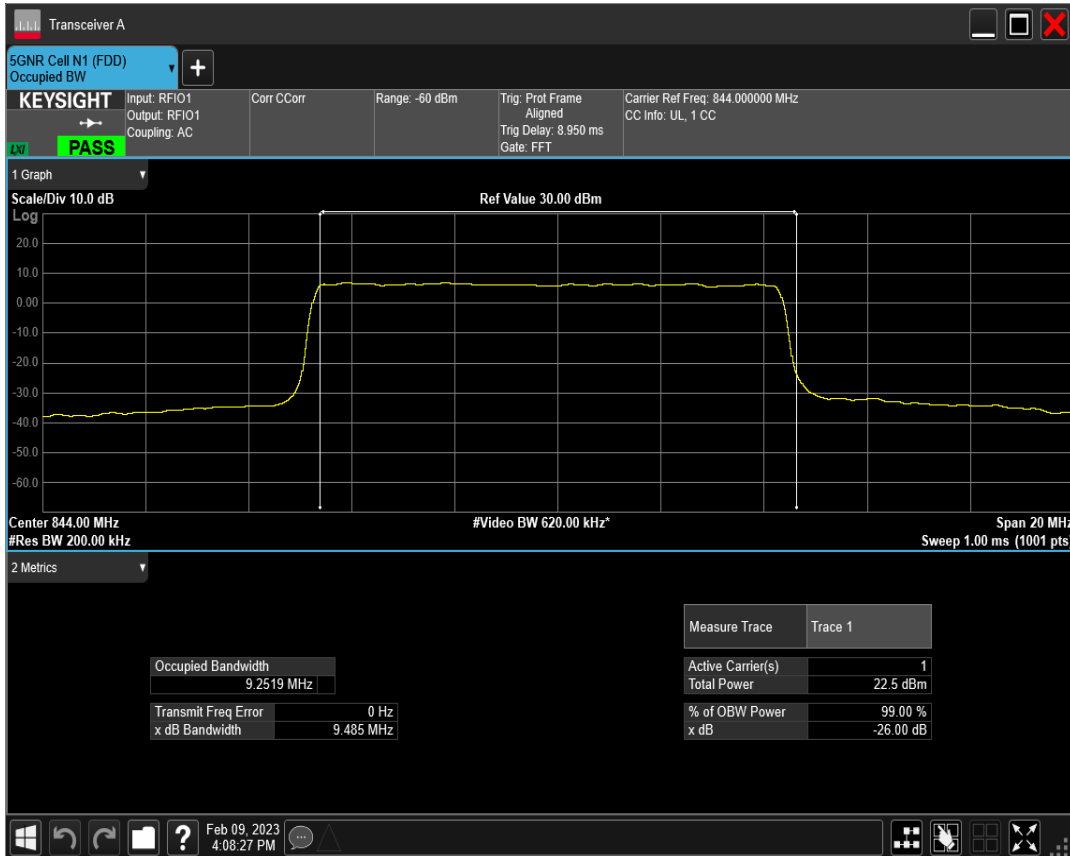 Transceiver A
5GNR Cell N1 (FDD)
Occupied BW
+
KEYSIGHT
LXI
PASS
Input: RFIO1
Output: RFIO1
Coupling: AC
Corr CCorr
Range: -60 dBm
Trig: Prot Frame
Aligned
Trig Delay: 8.950 ms
Gate: FFT
Carrier Ref Freq: 844.000000 MHz
CC Info: UL, 1 CC
1 Graph
Scale/Div 10.0 dB
Ref Value 30.00 dBm
Log
20.0
10.0
0.00
-10.0
-20.0
-30.0
-40.0
-50.0
-60.0
Center 844.00 MHz
#Video BW 620.00 kHz*
Span 20 MHz
#Res BW 200.00 kHz
Sweep 1.00 ms (1001 pts)
2 Metrics
Measure Trace Trace 1
Occupied Bandwidth
9.2519 MHz
Active Carrier(s) 1
Total Power 22.5 dBm
Transmit Freq Error 0 Hz
x dB Bandwidth 9.485 MHz
% of OBW Power 99.00 %
x dB -26.00 dB
?
Feb 09, 2023
4:08:27 PM